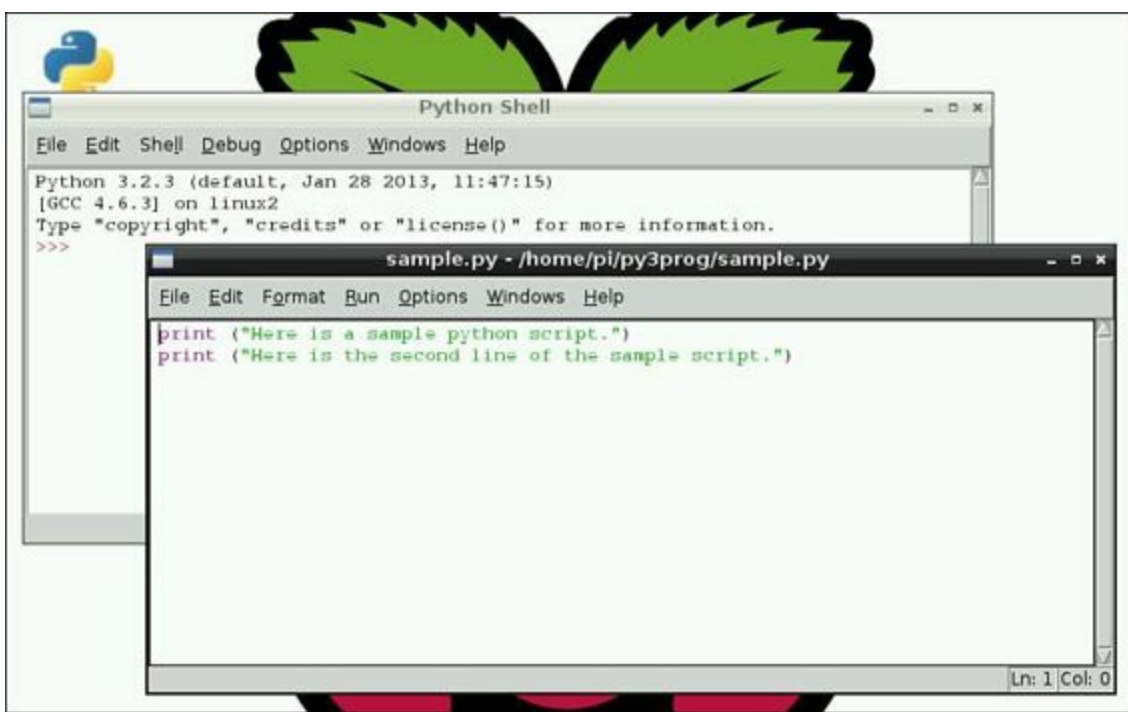 Python Shell
File Edit Shell Debug Options Windows Help
Python 3.2.3 (default, Jan 28 2013, 11:47:15)
[GCC 4.6.3] on linux2
Type "copyright", "credits" or "license()" for more information.
>>>
sample.py - /home/pi/py3prog/sample.py
File Edit Format Run Options Windows Help
print ("Here is a sample python script.")
print ("Here is the second line of the sample script.")
Ln: 1 Col: 0